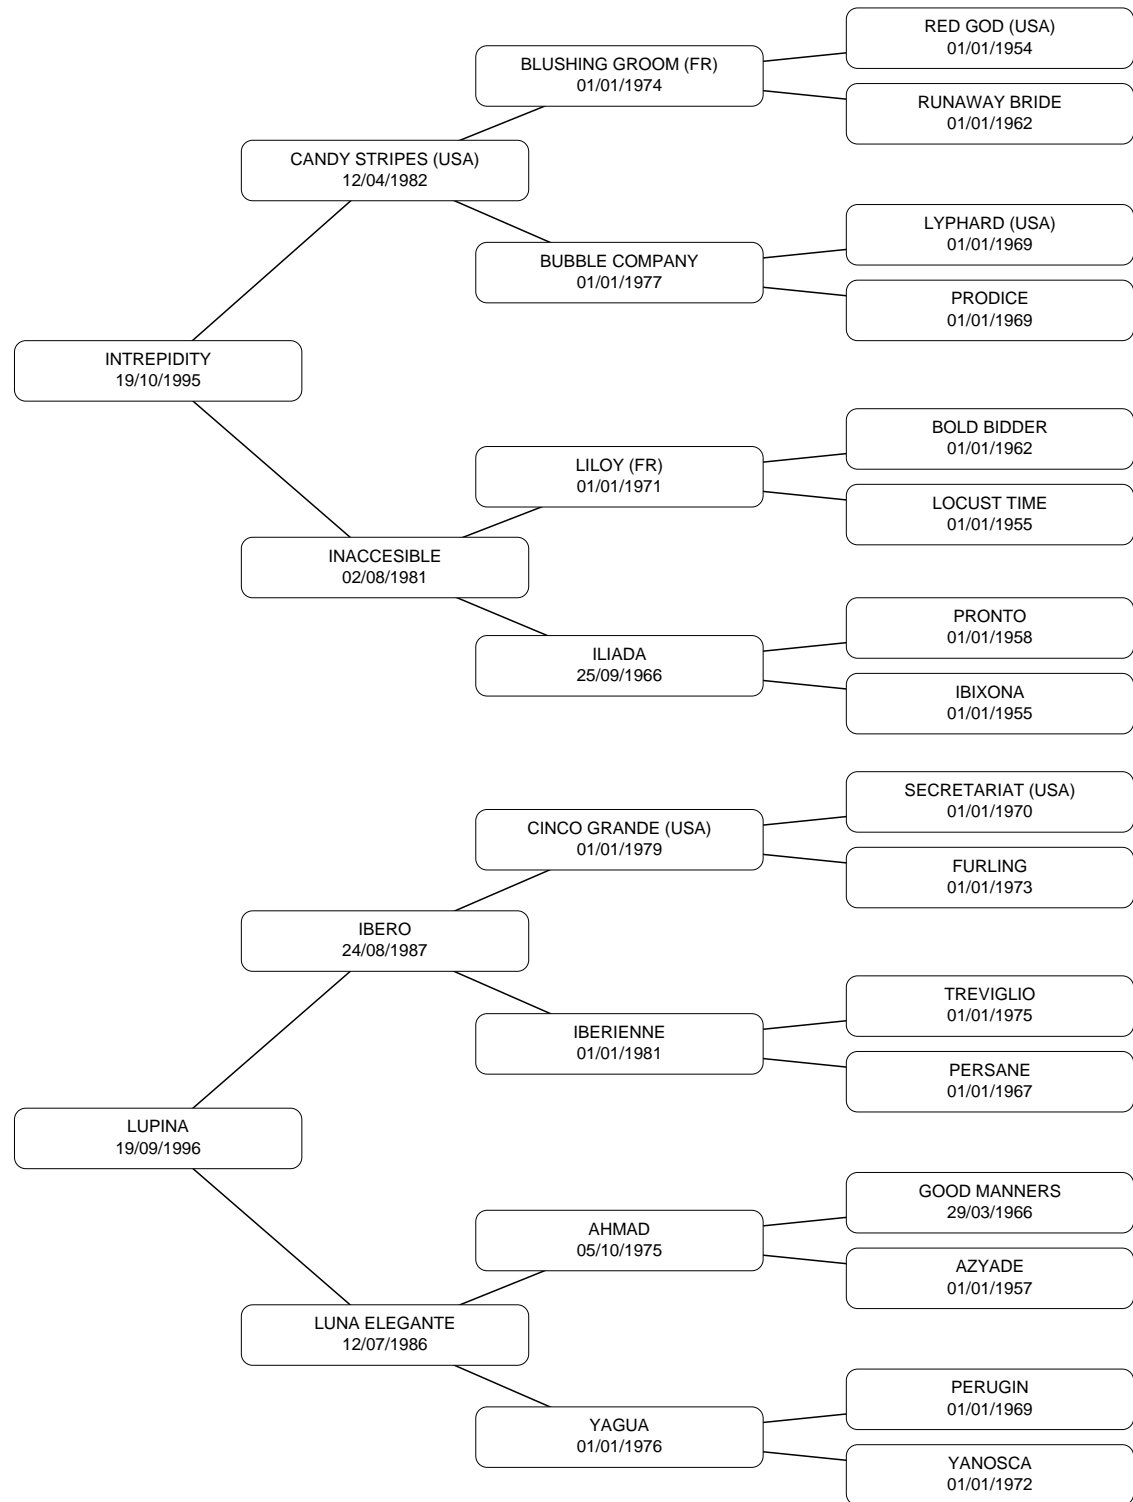 RED GOD (USA)
01/01/1954
BLUSHING GROOM (FR)
01/01/1974
RUNAWAY BRIDE
01/01/1962
CANDY STRIPES (USA)
12/04/1982
LYPHARD (USA)
01/01/1969
BUBBLE COMPANY
01/01/1977
PRODICE
01/01/1969
INTREPIDITY
19/10/1995
BOLD BIDDER
01/01/1962
LILOY (FR)
01/01/1971
LOCUST TIME
01/01/1955
INACCESIBLE
02/08/1981
PRONTO
01/01/1958
ILIADA
25/09/1966
IBIXONA
01/01/1955
SECRETARIAT (USA)
01/01/1970
CINCO GRANDE (USA)
01/01/1979
FURLING
01/01/1973
IBERO
24/08/1987
TREVIGLIO
01/01/1975
IBERIENNE
01/01/1981
PERSANE
01/01/1967
LUPINA
19/09/1996
GOOD MANNERS
29/03/1966
AHMAD
05/10/1975
AZYADE
01/01/1957
LUNA ELEGANTE
12/07/1986
PERUGIN
01/01/1969
YAGUA
01/01/1976
YANOSCA
01/01/1972